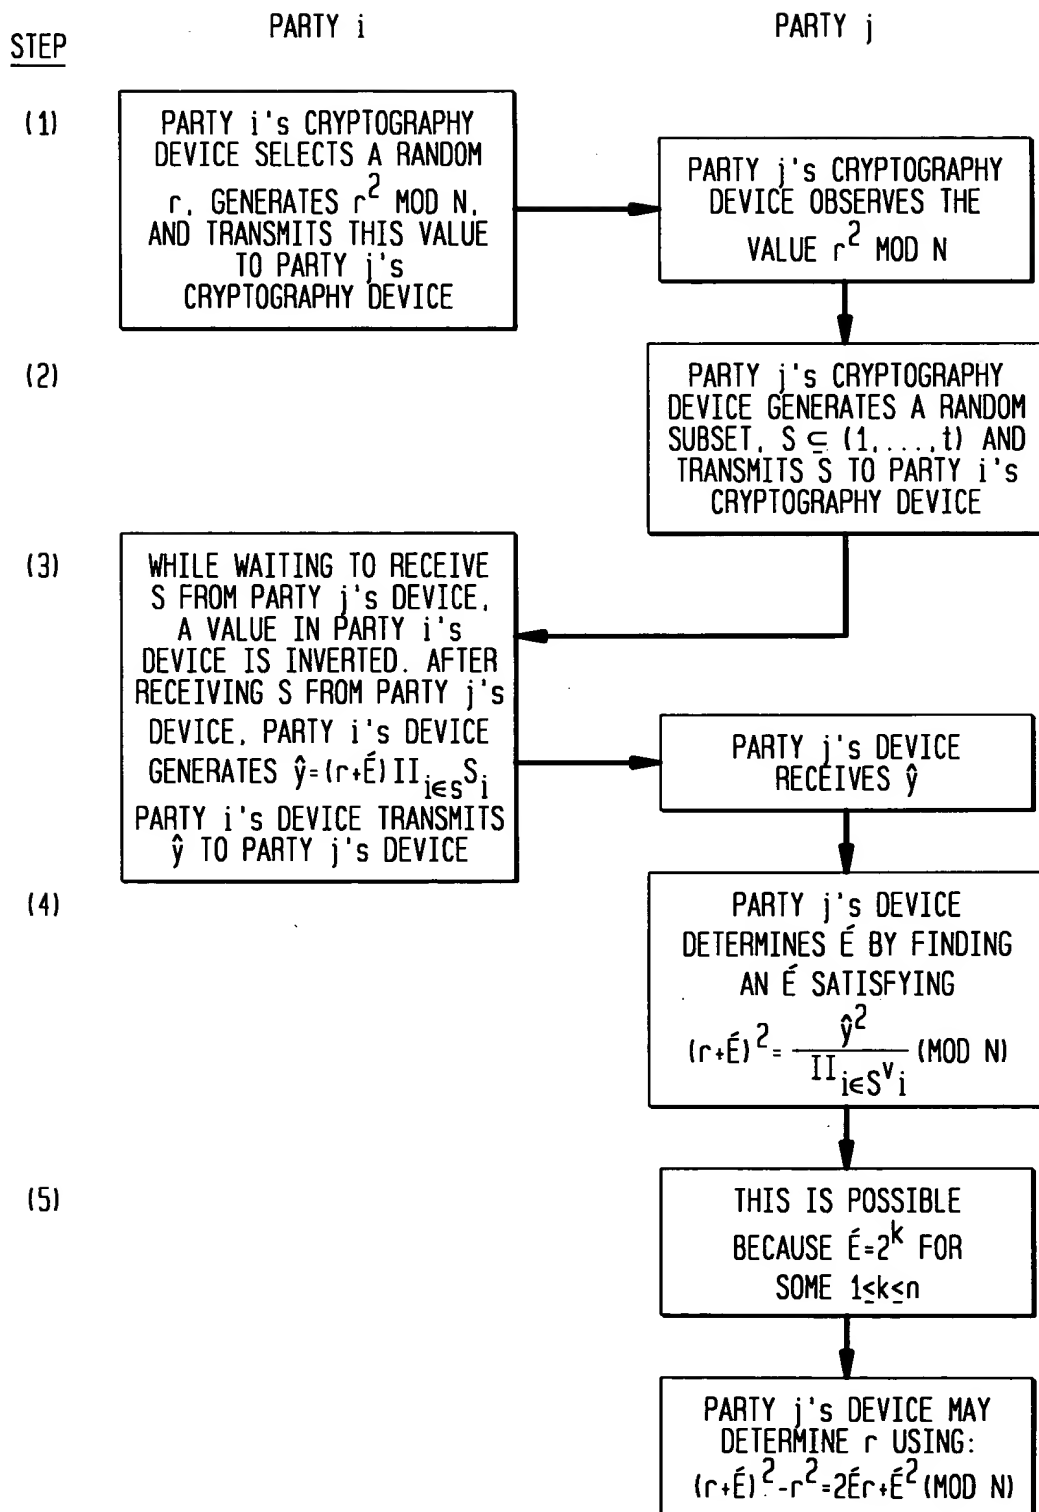 PARTY i
PARTY j
STEP
(1)
PARTY i's CRYPTOGRAPHY
DEVICE SELECTS A RANDOM
r, GENERATES r² MOD N,
AND TRANSMITS THIS VALUE
TO PARTY j's
CRYPTOGRAPHY DEVICE
PARTY j's CRYPTOGRAPHY
DEVICE OBSERVES THE
VALUE r² MOD N
(2)
PARTY j's CRYPTOGRAPHY
DEVICE GENERATES A RANDOM
SUBSET, S ⊆ (1,...,t) AND
TRANSMITS S TO PARTY i's
CRYPTOGRAPHY DEVICE
(3)
WHILE WAITING TO RECEIVE
S FROM PARTY j's DEVICE,
A VALUE IN PARTY i's
DEVICE IS INVERTED. AFTER
RECEIVING S FROM PARTY j's
DEVICE, PARTY i's DEVICE
GENERATES ŷ=(r+É)II_{i∈s}S_i
PARTY i's DEVICE TRANSMITS
ŷ TO PARTY j's DEVICE
PARTY j's DEVICE
RECEIVES ŷ
(4)
PARTY j's DEVICE
DETERMINES É BY FINDING
AN É SATISFYING
(r+É)² = ŷ² / II_{i∈S}v_i (MOD N)
(5)
THIS IS POSSIBLE
BECAUSE É=2^k FOR
SOME 1≤k≤n
PARTY j's DEVICE MAY
DETERMINE r USING:
(r+É)²-r²=2Ér+É²(MOD N)